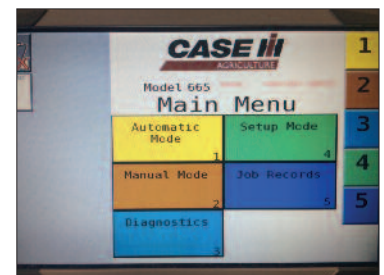 CASE IH
AGRICULTURE
Model 665
Main Menu
Automatic
Mode
1
Setup Mode
4
Manual Mode
2
Job Records
5
Diagnostics
3
1
2
3
4
5